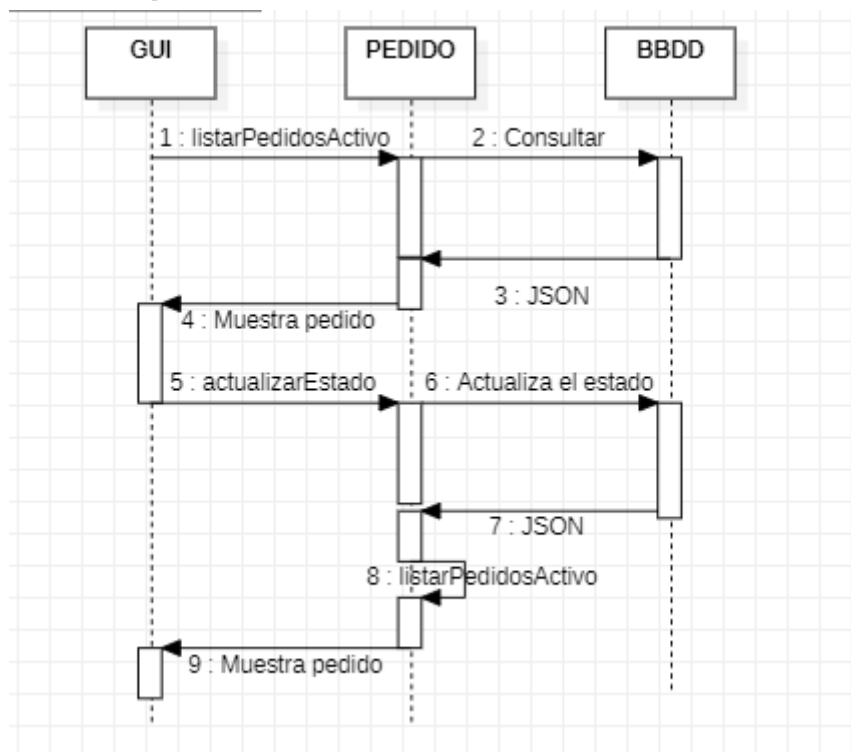 GUI
PEDIDO
BBDD
1 : listarPedidosActivo
2 : Consultar
3 : JSON
4 : Muestra pedido
5 : actualizarEstado
6 : Actualiza el estado
7 : JSON
8 : listarPedidosActivo
9 : Muestra pedido